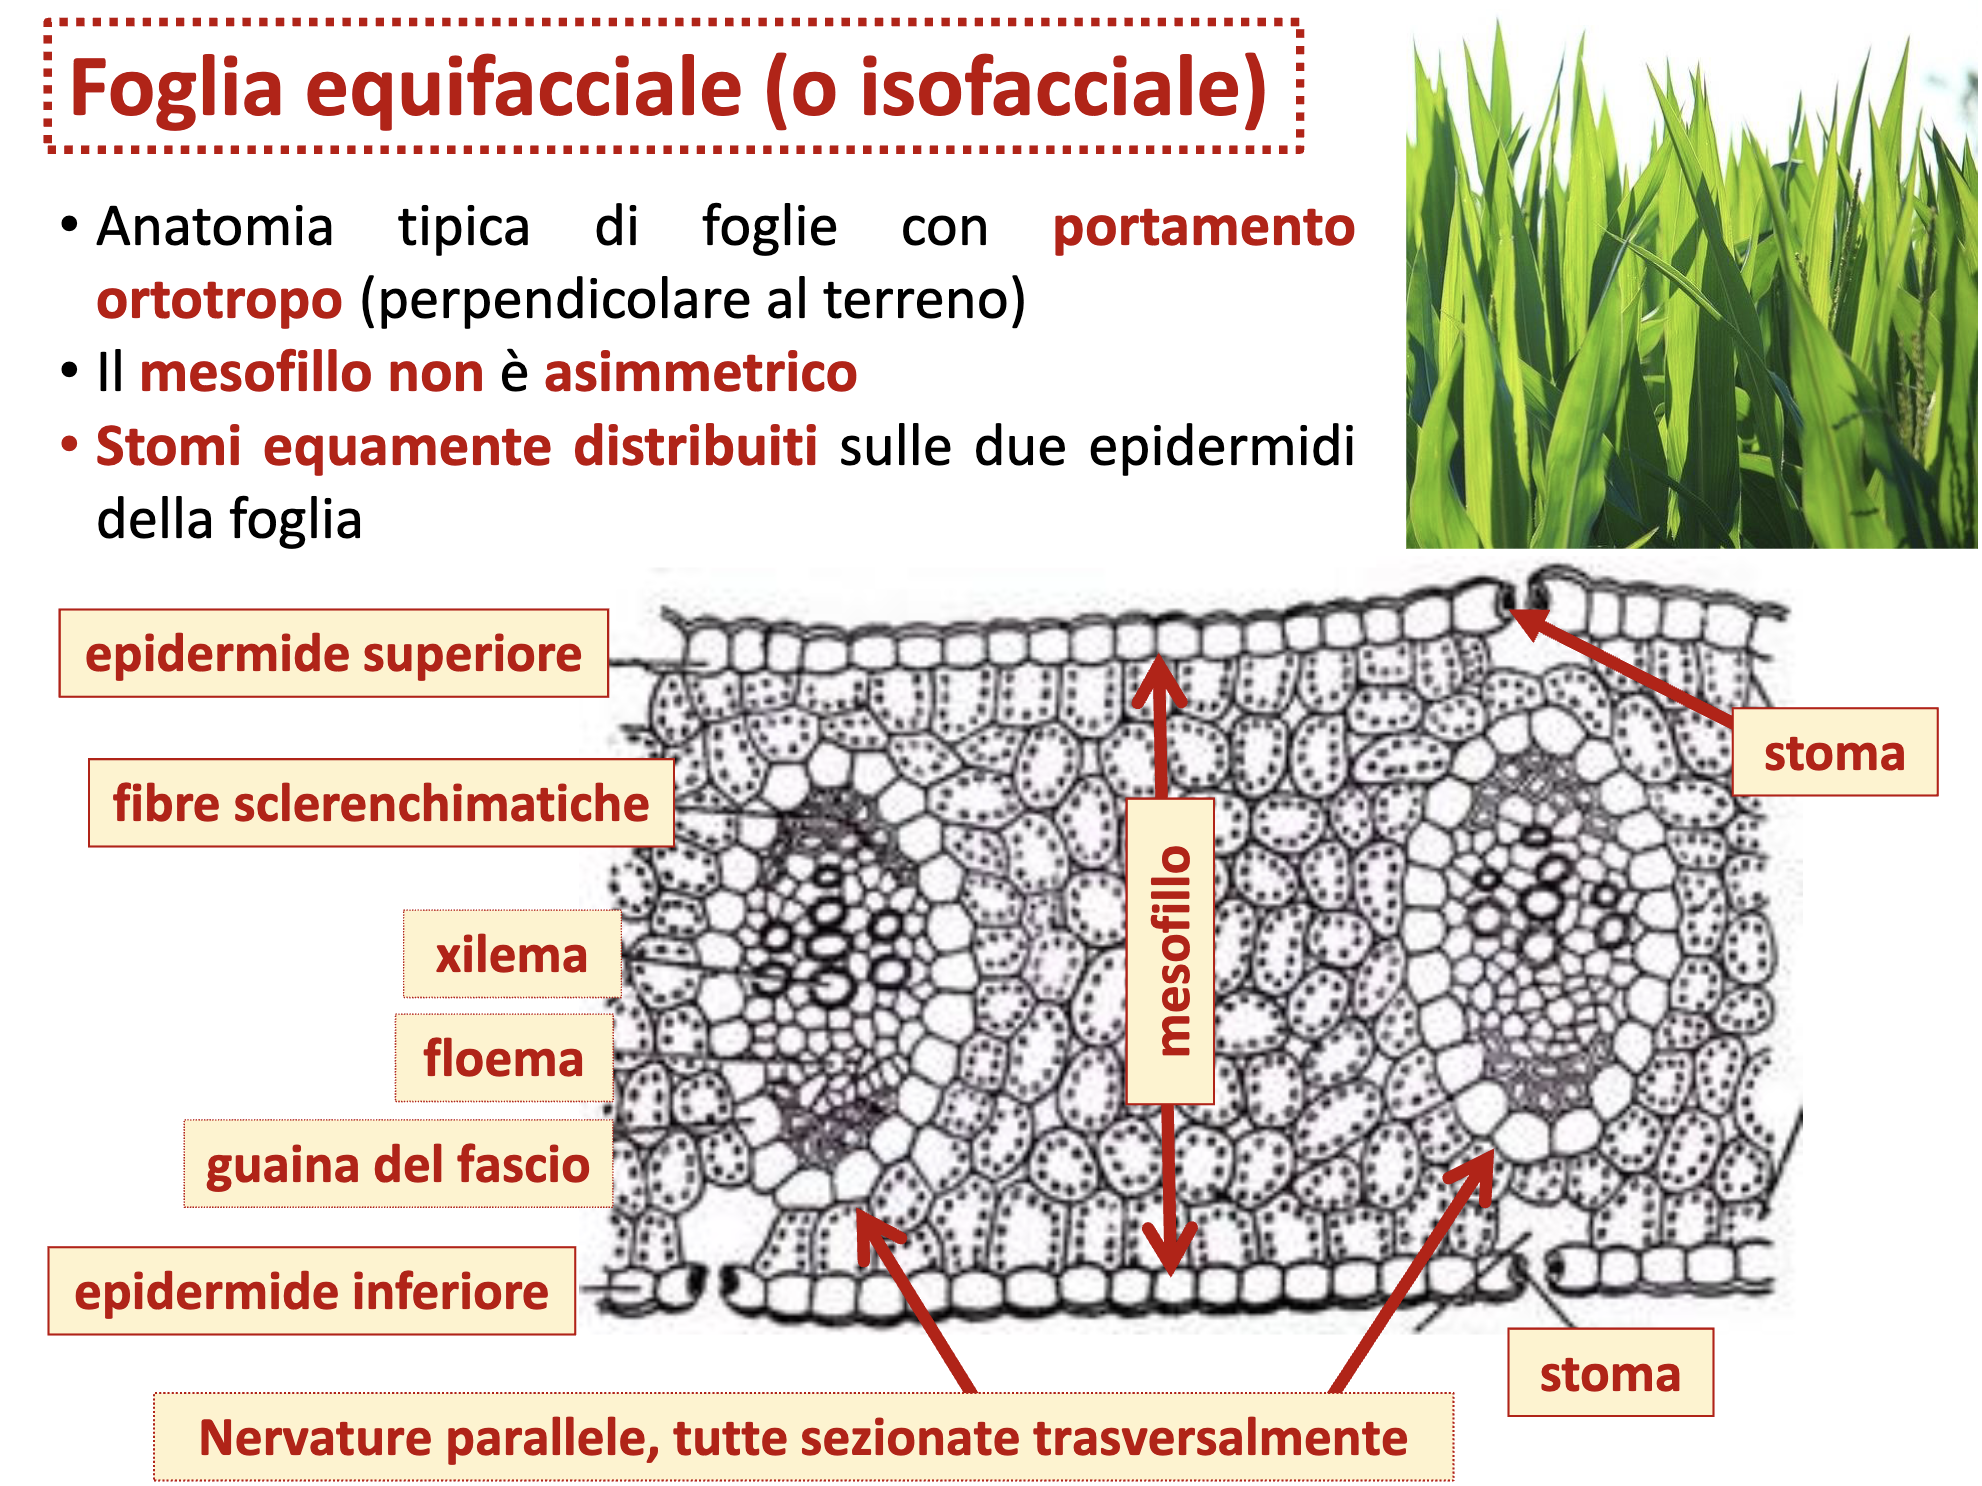 Foglia equifacciale (o isofacciale)
• Anatomia tipica di foglie con portamento
ortotropo (perpendicolare al terreno)
• Il mesofillo non è asimmetrico
• Stomi equamente distribuiti sulle due epidermidi
della foglia
epidermide superiore
stoma
fibre sclerenchimatiche
mesofillo
xilema
floema
guaina del fascio
epidermide inferiore
stoma
Nervature parallele, tutte sezionate trasversalmente